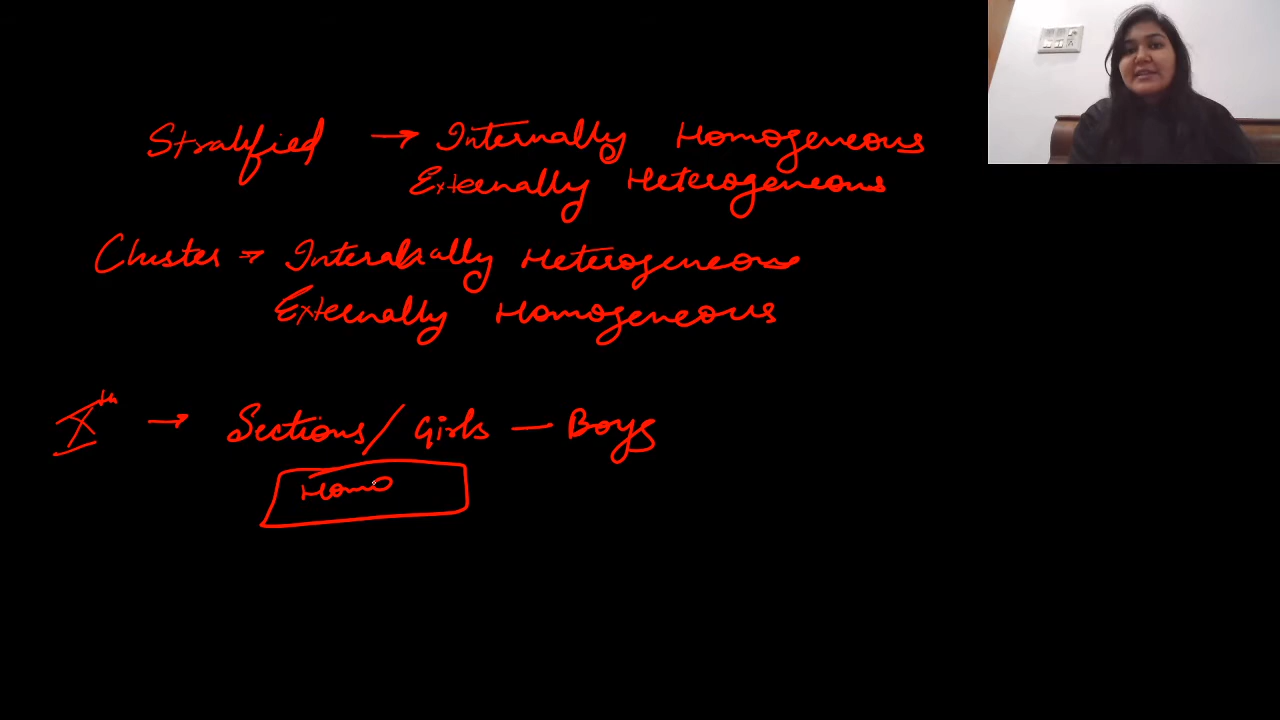 Stratified → Internally Homogeneous
Externally Heterogeneous
Cluster → Internally Heterogeneous
Externally Homogeneous
Xth → Sections / Girls — Boys
Homo